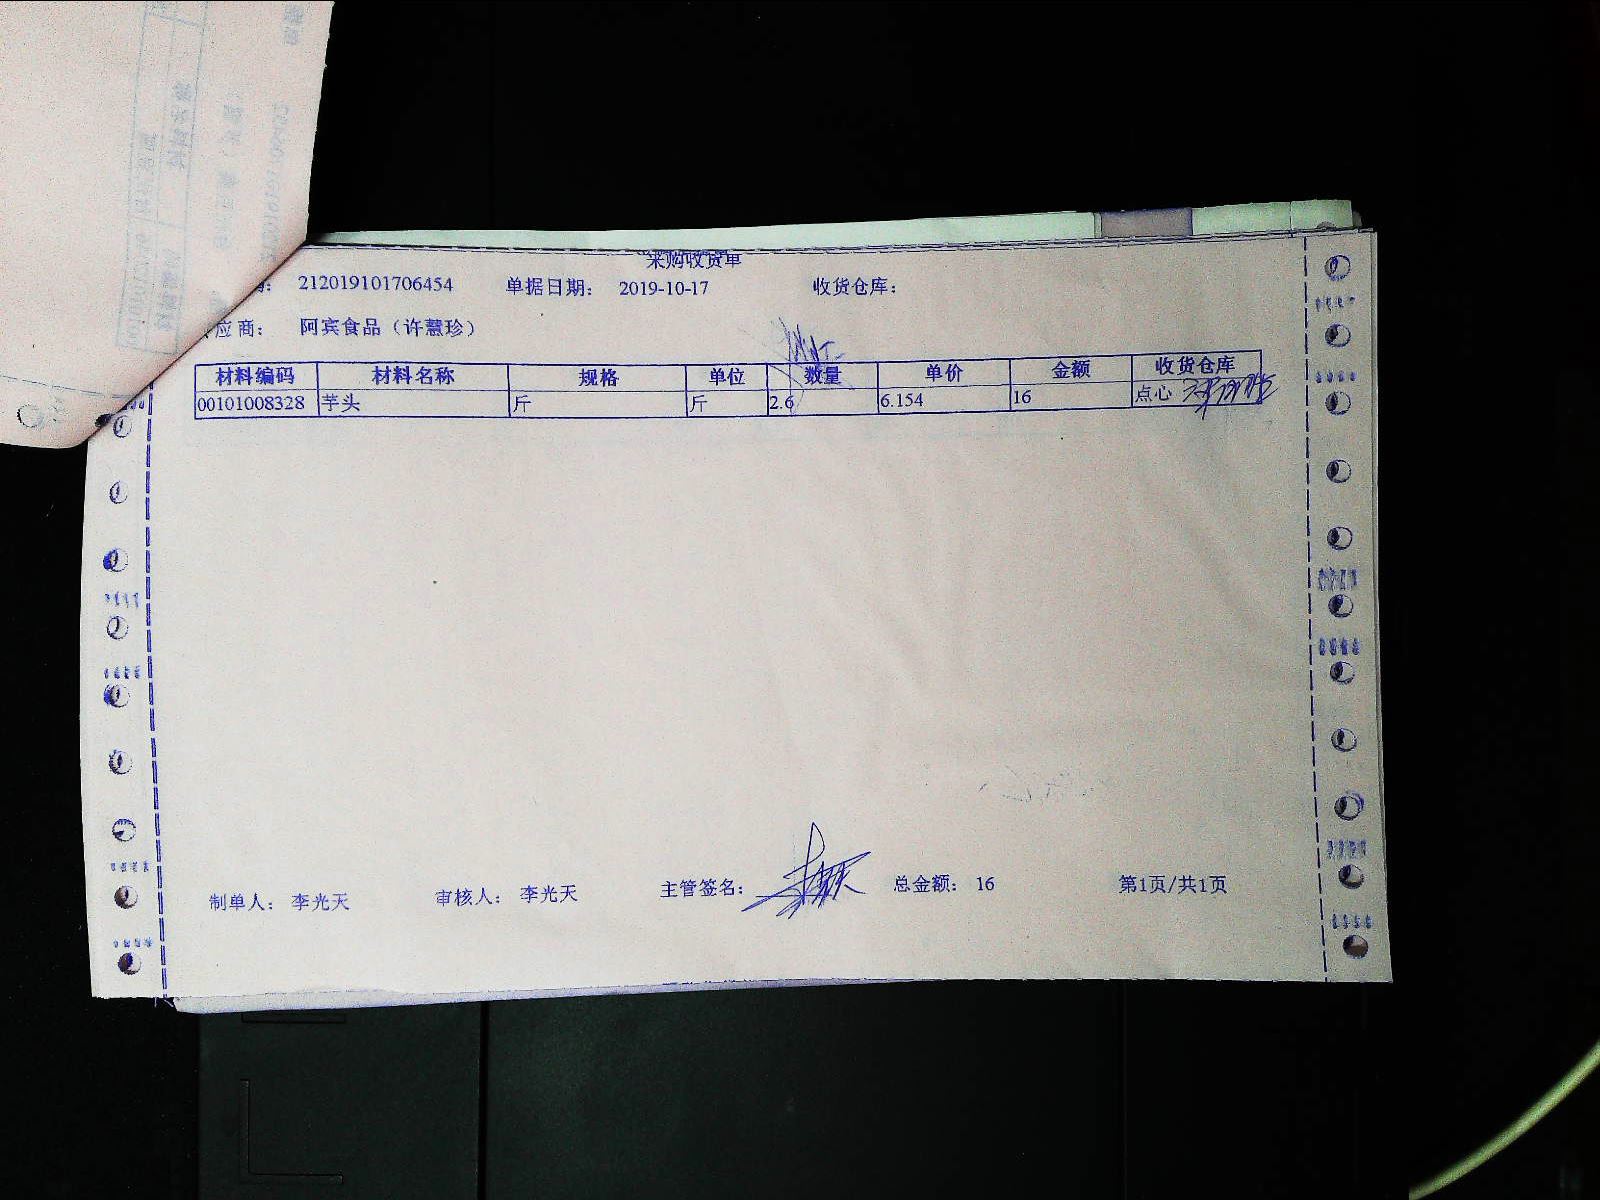 采购收货单
212019101706454 单据日期： 2019-10-17 收货仓库：
应商： 阿宾食品（许慧珍）
材料编码 材料名称 规格 单位 数量 单价 金额 收货仓库
00101008328 芋头 斤 斤 2.6 6.154 16 点心
制单人： 李光天 审核人： 李光天 主管签名： 总金额： 16 第1页/共1页